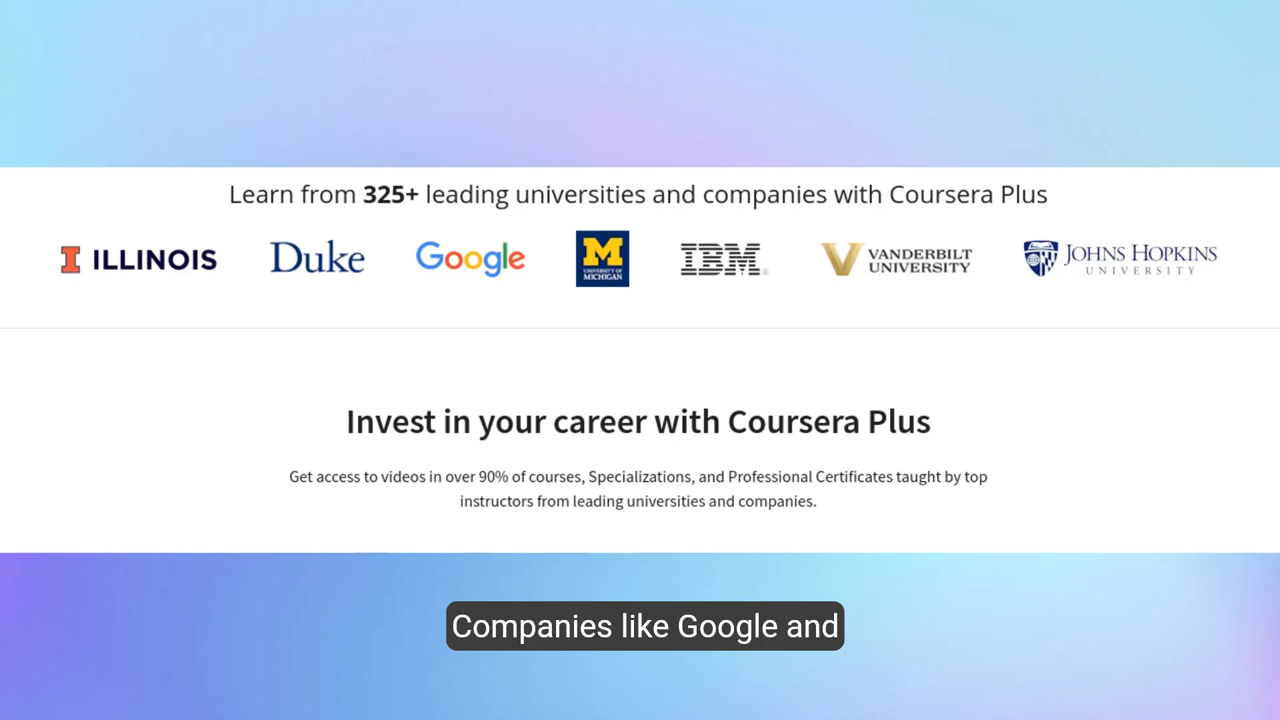 Learn from 325+ leading universities and companies with Coursera Plus
I ILLINOIS
Duke
Google
M
UNIVERSITY OF
MICHIGAN
IBM®
V VANDERBILT
UNIVERSITY
JOHNS HOPKINS
UNIVERSITY
Invest in your career with Coursera Plus
Get access to videos in over 90% of courses, Specializations, and Professional Certificates taught by top
instructors from leading universities and companies.
Companies like Google and